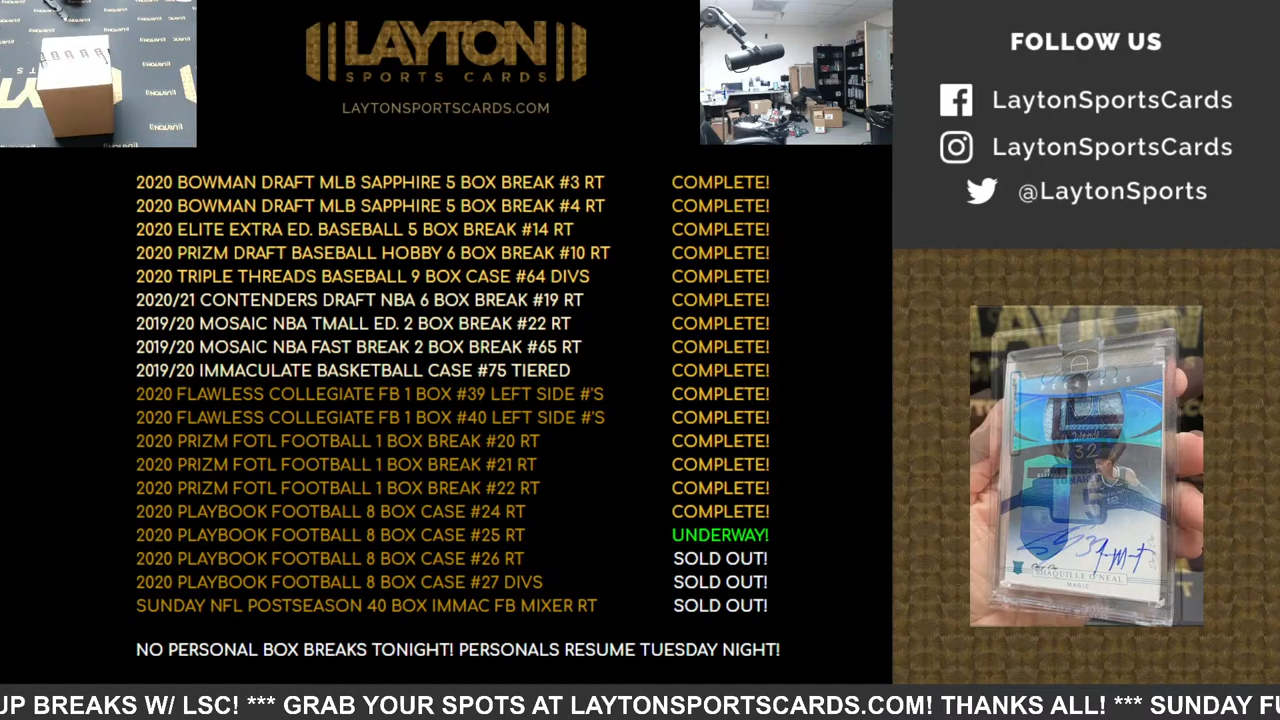 LAYTON
SPORTS CARDS
LAYTONSPORTSCARDS.COM
FOLLOW US
LaytonSportsCards
LaytonSportsCards
@LaytonSports
2020 BOWMAN DRAFT MLB SAPPHIRE 5 BOX BREAK #3 RT COMPLETE!
2020 BOWMAN DRAFT MLB SAPPHIRE 5 BOX BREAK #4 RT COMPLETE!
2020 ELITE EXTRA ED. BASEBALL 5 BOX BREAK #14 RT COMPLETE!
2020 PRIZM DRAFT BASEBALL HOBBY 6 BOX BREAK #10 RT COMPLETE!
2020 TRIPLE THREADS BASEBALL 9 BOX CASE #64 DIVS COMPLETE!
2020/21 CONTENDERS DRAFT NBA 6 BOX BREAK #19 RT COMPLETE!
2019/20 MOSAIC NBA TMALL ED. 2 BOX BREAK #22 RT COMPLETE!
2019/20 MOSAIC NBA FAST BREAK 2 BOX BREAK #65 RT COMPLETE!
2019/20 IMMACULATE BASKETBALL CASE #75 TIERED COMPLETE!
2020 FLAWLESS COLLEGIATE FB 1 BOX #39 LEFT SIDE #'S COMPLETE!
2020 FLAWLESS COLLEGIATE FB 1 BOX #40 LEFT SIDE #'S COMPLETE!
2020 PRIZM FOTL FOOTBALL 1 BOX BREAK #20 RT COMPLETE!
2020 PRIZM FOTL FOOTBALL 1 BOX BREAK #21 RT COMPLETE!
2020 PRIZM FOTL FOOTBALL 1 BOX BREAK #22 RT COMPLETE!
2020 PLAYBOOK FOOTBALL 8 BOX CASE #24 RT COMPLETE!
2020 PLAYBOOK FOOTBALL 8 BOX CASE #25 RT UNDERWAY!
2020 PLAYBOOK FOOTBALL 8 BOX CASE #26 RT SOLD OUT!
2020 PLAYBOOK FOOTBALL 8 BOX CASE #27 DIVS SOLD OUT!
SUNDAY NFL POSTSEASON 40 BOX IMMAC FB MIXER RT SOLD OUT!
NO PERSONAL BOX BREAKS TONIGHT! PERSONALS RESUME TUESDAY NIGHT!
32
SHAQUILLE O'NEAL
MAGIC
UP BREAKS W/ LSC! *** GRAB YOUR SPOTS AT LAYTONSPORTSCARDS.COM! THANKS ALL! *** SUNDAY FU